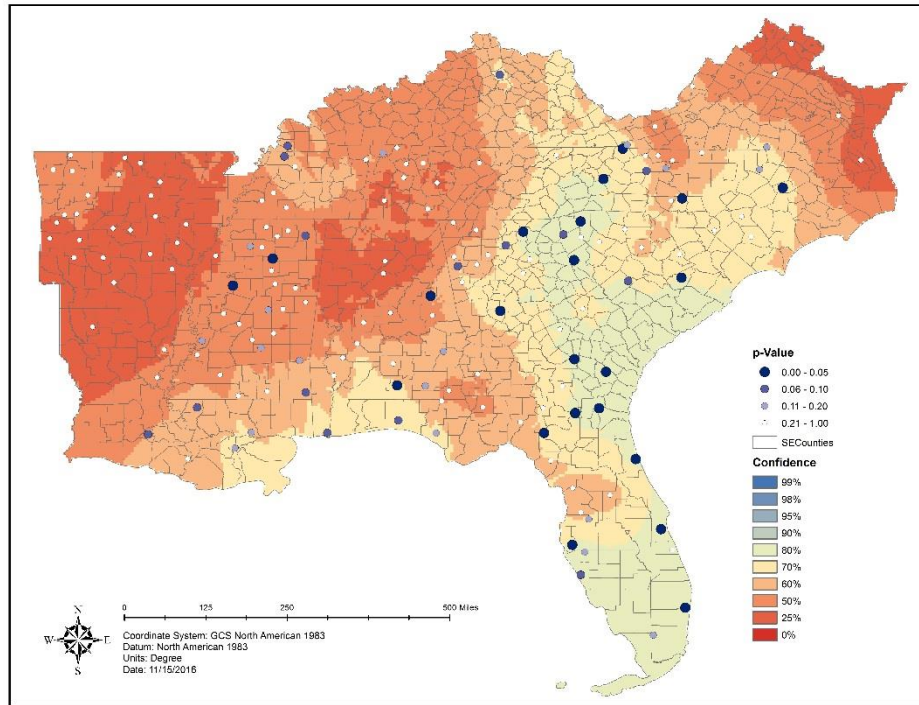 p-Value
0.00 - 0.05
0.06 - 0.10
0.11 - 0.20
0.21 - 1.00
SECounties
Confidence
99%
98%
95%
90%
80%
70%
60%
50%
25%
0%
0 125 250 500 Miles
N
W E
S
Coordinate System: GCS North American 1983
Datum: North American 1983
Units: Degree
Date: 11/15/2016